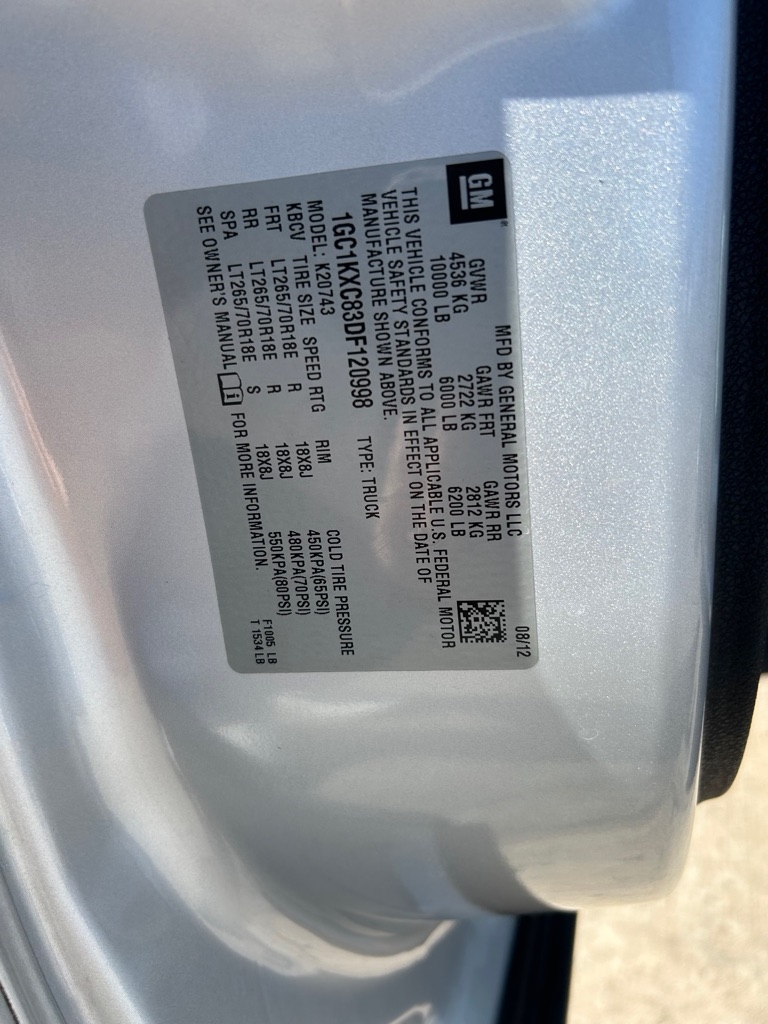 GM ®
MFD BY GENERAL MOTORS LLC 08/12
GVWR GAWR FRT GAWR RR
4536 KG 2722 KG 2812 KG
10000 LB 6000 LB 6200 LB
THIS VEHICLE CONFORMS TO ALL APPLICABLE U.S. FEDERAL MOTOR
VEHICLE SAFETY STANDARDS IN EFFECT ON THE DATE OF
MANUFACTURE SHOWN ABOVE.
1GC1KXC83DF120998 TYPE: TRUCK
MODEL: K20743
KBCV TIRE SIZE SPEED RTG RIM COLD TIRE PRESSURE
FRT LT265/70R18E R 18X8J 450KPA(65PSI)
RR LT265/70R18E R 18X8J 480KPA(70PSI)
SPA LT265/70R18E S 18X8J 550KPA(80PSI)
SEE OWNER'S MANUAL FOR MORE INFORMATION.
F1005 LB
T 1534 LB